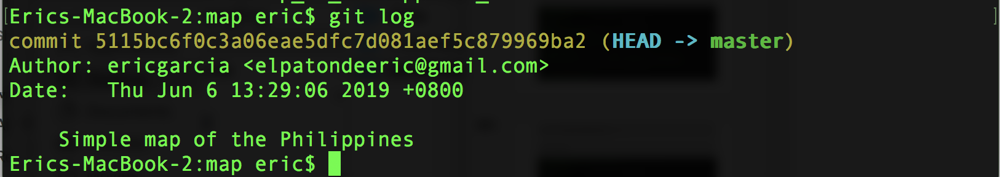 Erics-MacBook-2:map eric$ git log
commit 5115bc6f0c3a06eae5dfc7d081aef5c879969ba2 (HEAD -> master)
Author: ericgarcia <elpatondeeric@gmail.com>
Date:   Thu Jun 6 13:29:06 2019 +0800
Simple map of the Philippines
Erics-MacBook-2:map eric$